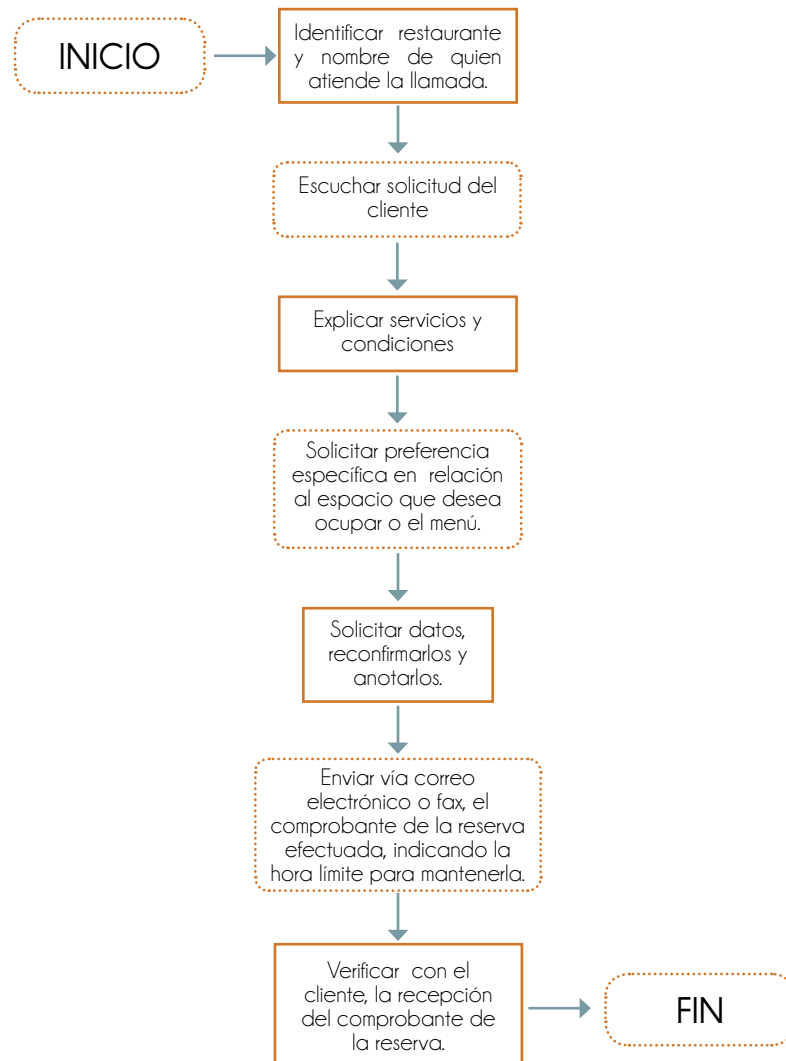 INICIO
Identificar restaurante
y nombre de quien
atiende la llamada.
Escuchar solicitud del
cliente
Explicar servicios y
condiciones
Solicitar preferencia
específica en relación
al espacio que desea
ocupar o el menú.
Solicitar datos,
reconfirmarlos y
anotarlos.
Enviar vía correo
electrónico o fax, el
comprobante de la reserva
efectuada, indicando la
hora límite para mantenerla.
Verificar con el
cliente, la recepción
del comprobante de
la reserva.
FIN